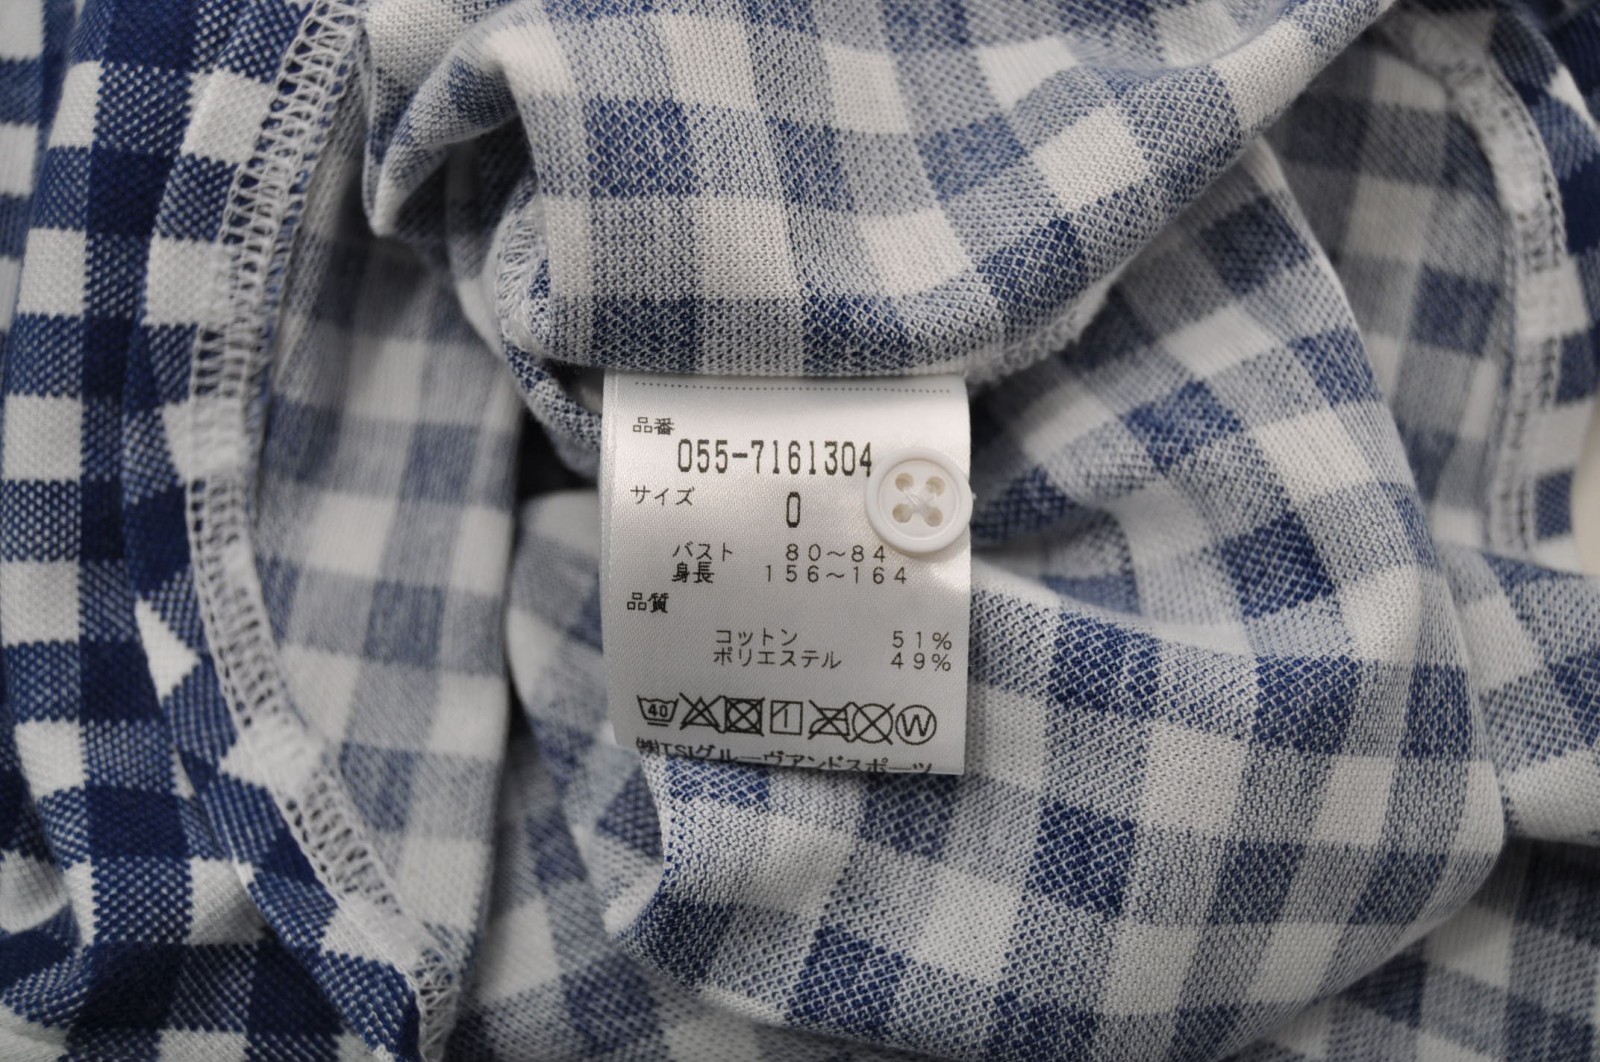 品番
055-7161304
サイズ
0
バスト 80~84
身長 156~164
品質
コットン 51%
ポリエステル 49%
40 W
㈱TSIグルーヴアンドスポーツ